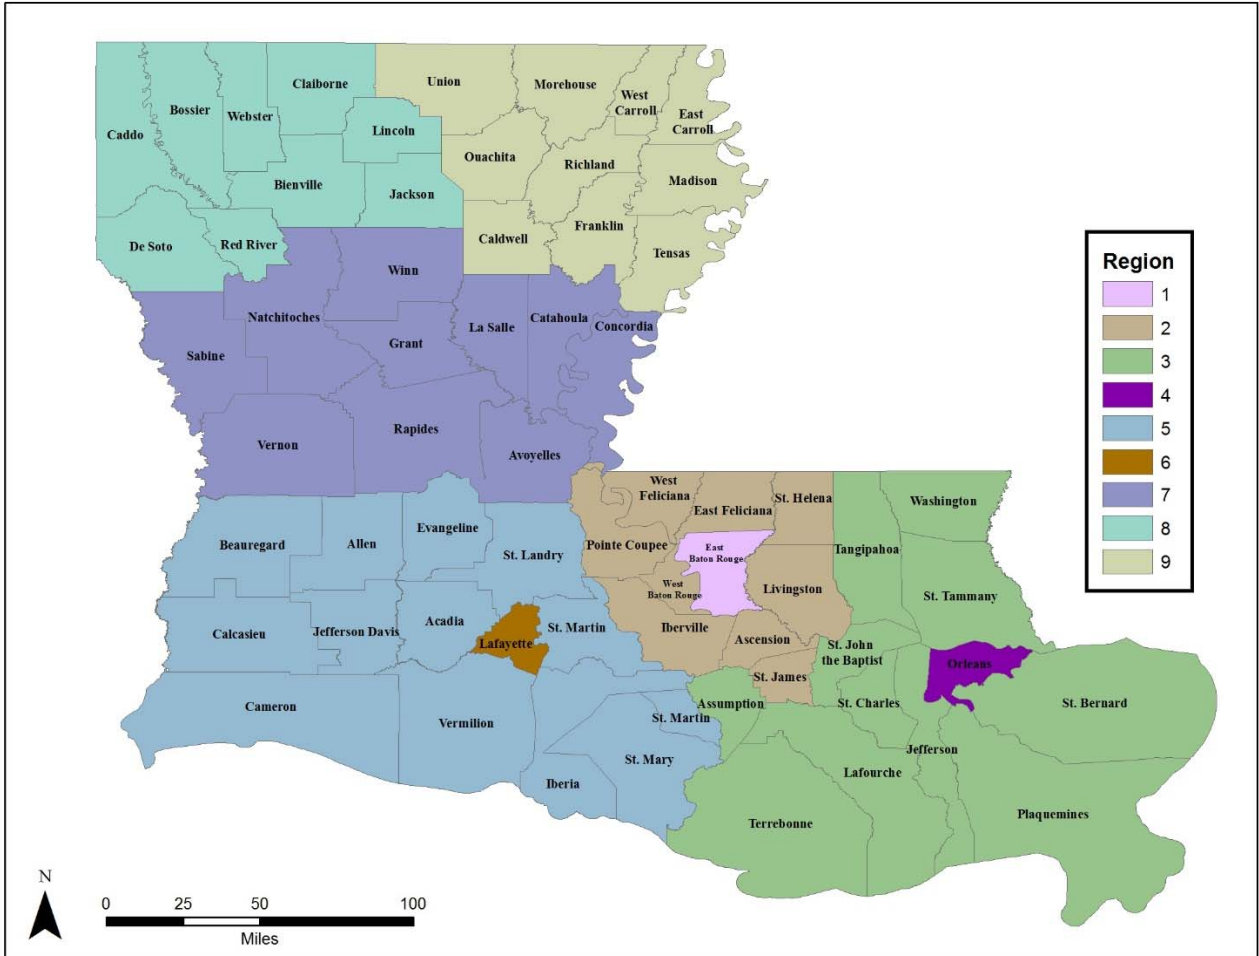 Claiborne
Union
Morehouse
West
Carroll
East
Carroll
Bossier
Webster
Caddo
Lincoln
Ouachita
Richland
Madison
Bienville
Jackson
Franklin
Caldwell
De Soto
Red River
Tensas
Winn
Natchitoches
La Salle
Catahoula
Concordia
Sabine
Grant
Rapides
Vernon
Avoyelles
West
Feliciana
East Feliciana
St. Helena
Washington
Evangeline
Beauregard
Allen
St. Landry
Pointe Coupee
East
Baton Rouge
Tangipahoa
West
Baton Rouge
Livingston
St. Tammany
Calcasieu
Jefferson Davis
Acadia
Lafayette
St. Martin
Iberville
Ascension
St. John
the Baptist
St. James
Orleans
Cameron
Vermilion
St. Martin
Assumption
St. Charles
St. Bernard
St. Mary
Iberia
Jefferson
Lafourche
Terrebonne
Plaquemines
Region
1
2
3
4
5
6
7
8
9
N
0 25 50 100
Miles